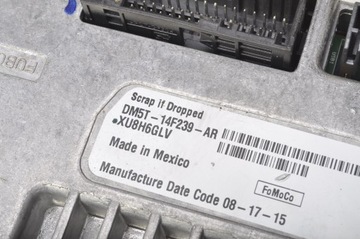 Scrap if Dropped
DM5T-14F239-AR
•XU8H6GLV
Made in Mexico
FoMoCo
Manufacture Date Code 08-17-15